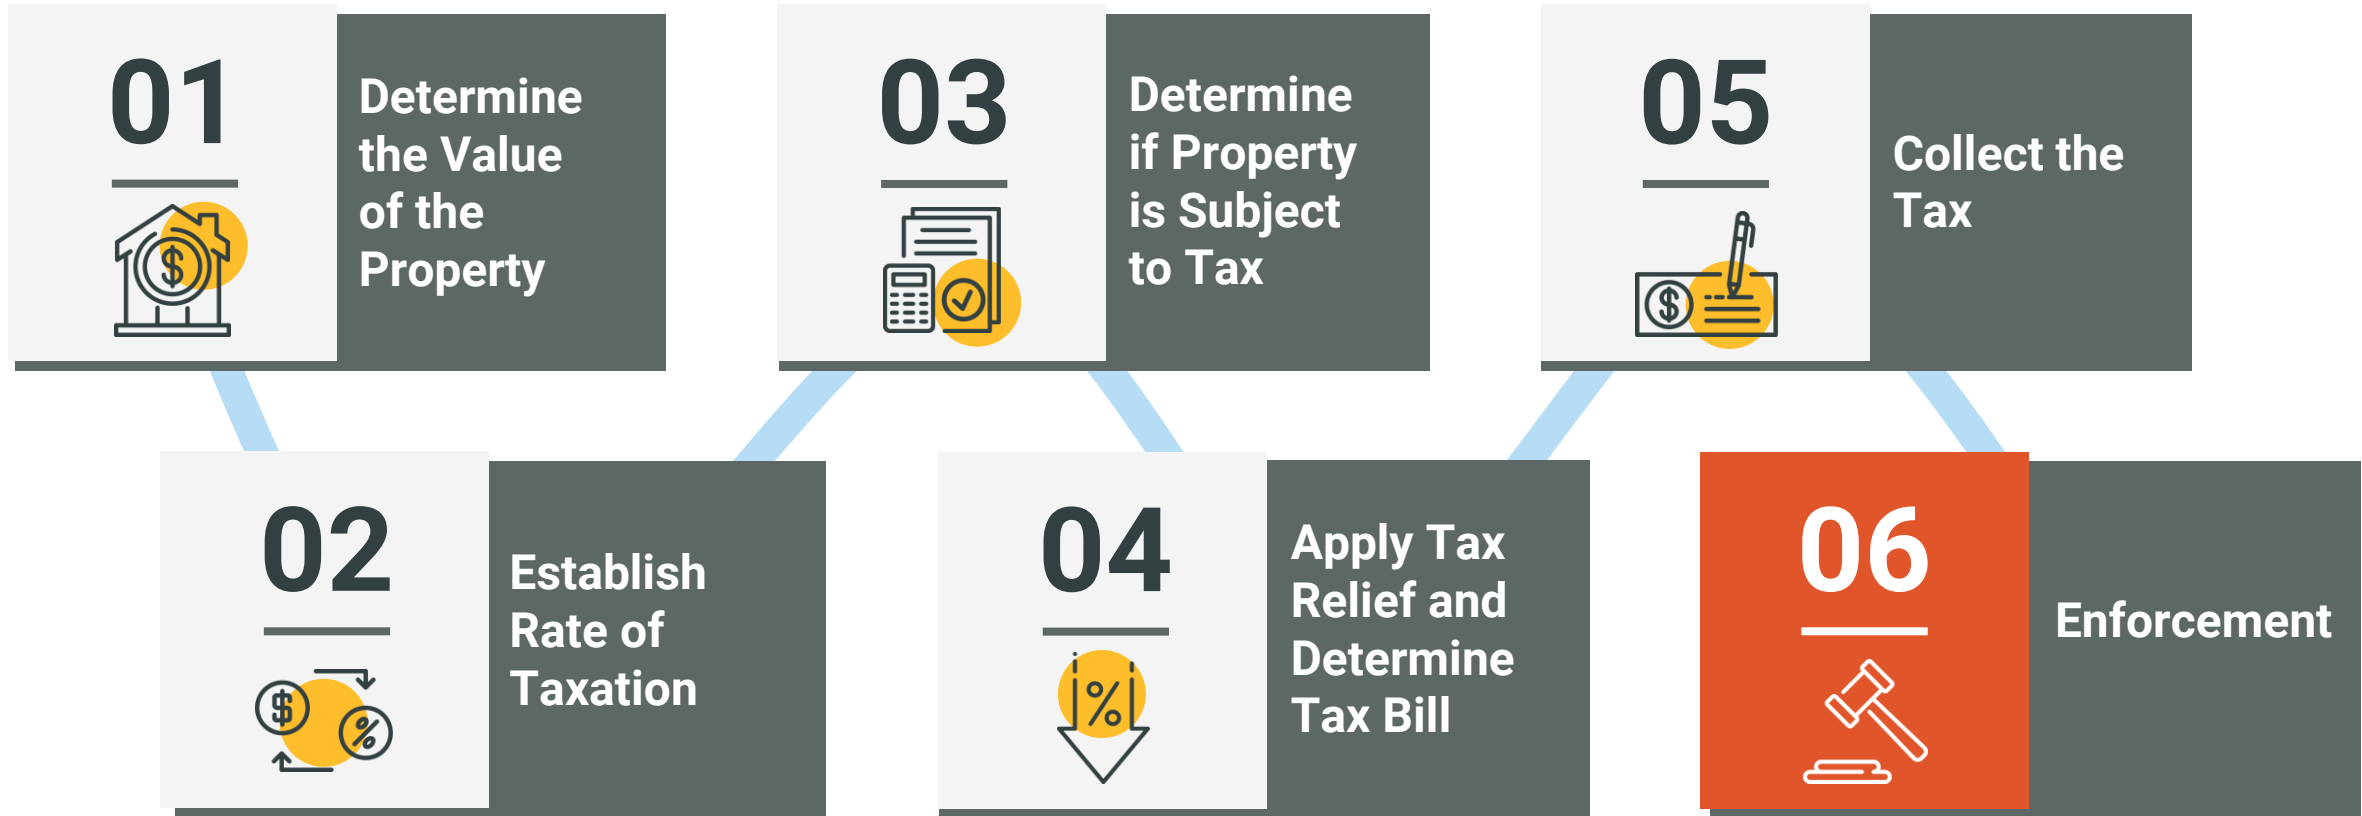 01
Determine
the Value
of the
Property
02
Establish
Rate of
Taxation
03
Determine
if Property
is Subject
to Tax
04
Apply Tax
Relief and
Determine
Tax Bill
05
Collect the
Tax
06
Enforcement